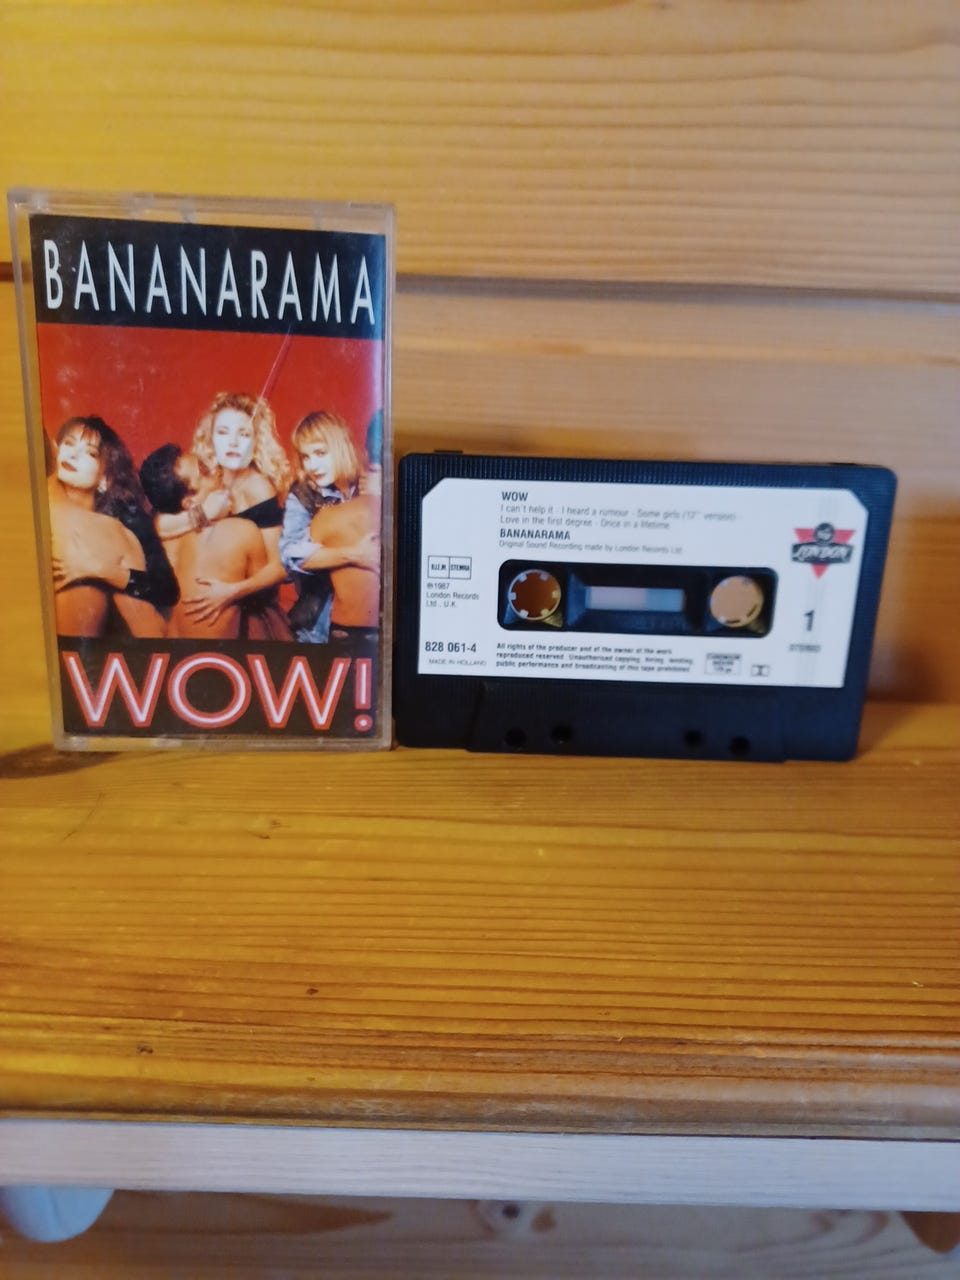 BANANARAMA
WOW!
WOW
I can't help it - I heard a rumour - Some girls (12" version) -
Love in the first degree - Once in a lifetime
BANANARAMA
Original Sound Recording made by London Records Ltd.
B.I.E.M. STEMRA
℗1987
London Records
Ltd., U.K.
LONDON
1
STEREO
828 061-4
MADE IN HOLLAND
All rights of the producer and of the owner of the work
reproduced reserved. Unauthorised copying, hiring, lending,
public performance and broadcasting of this tape prohibited.